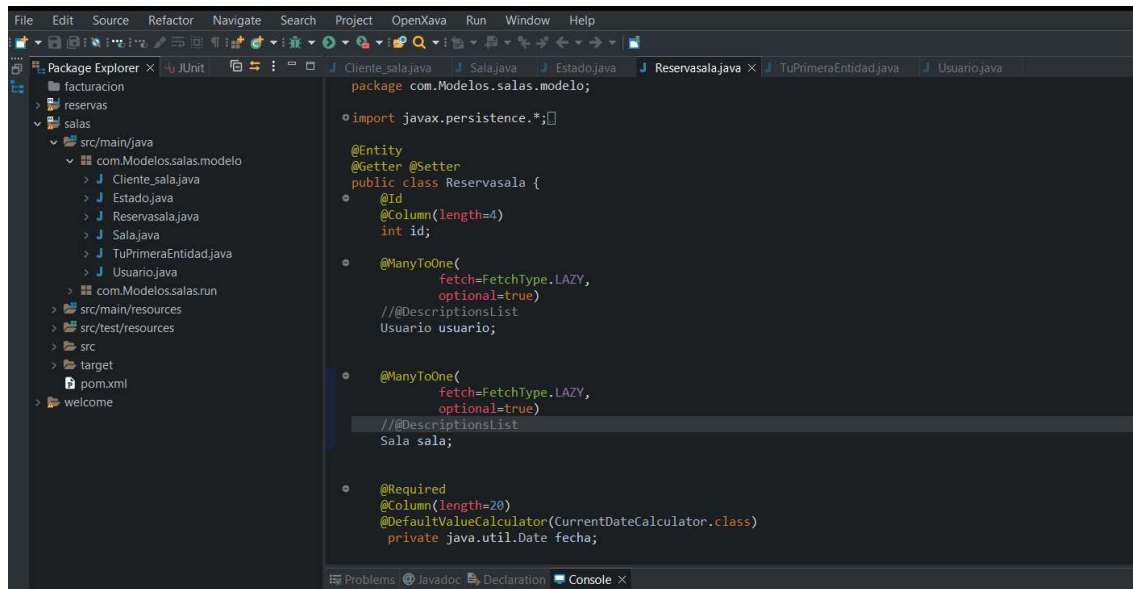 File Edit Source Refactor Navigate Search Project OpenXava Run Window Help
Package Explorer × JUnit
Cliente_sala.java Sala.java Estado.java Reservasala.java × TuPrimeraEntidad.java Usuario.java
facturacion
reservas
salas
src/main/java
com.Modelos.salas.modelo
Cliente_sala.java
Estado.java
Reservasala.java
Sala.java
TuPrimeraEntidad.java
Usuario.java
com.Modelos.salas.run
src/main/resources
src/test/resources
src
target
pom.xml
welcome
package com.Modelos.salas.modelo;
import javax.persistence.*;
@Entity
@Getter @Setter
public class Reservasala {
@Id
@Column(length=4)
int id;
@ManyToOne(
fetch=FetchType.LAZY,
optional=true)
//@DescriptionsList
Usuario usuario;
@ManyToOne(
fetch=FetchType.LAZY,
optional=true)
//@DescriptionsList
Sala sala;
@Required
@Column(length=20)
@DefaultValueCalculator(CurrentDateCalculator.class)
private java.util.Date fecha;
Problems @ Javadoc Declaration Console ×